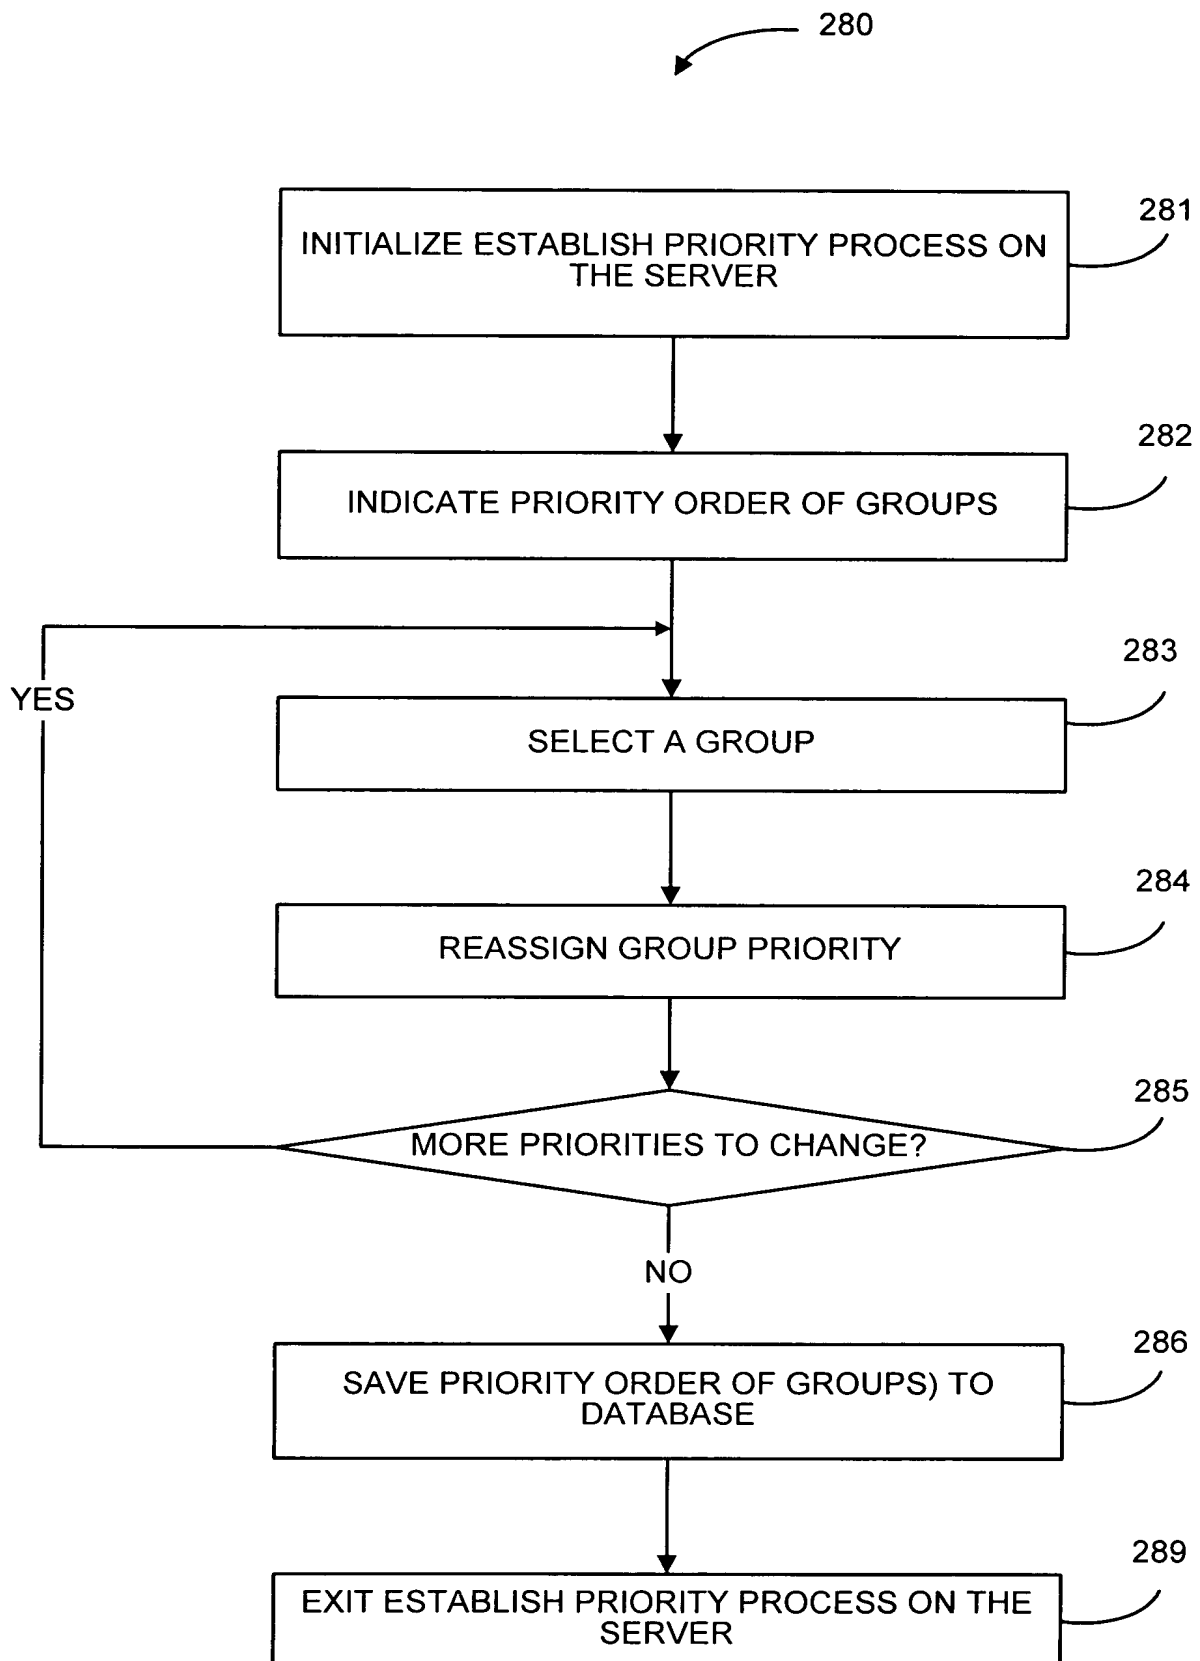 280
INITIALIZE ESTABLISH PRIORITY PROCESS ON
THE SERVER
281
INDICATE PRIORITY ORDER OF GROUPS
282
YES
SELECT A GROUP
283
REASSIGN GROUP PRIORITY
284
MORE PRIORITIES TO CHANGE?
285
NO
SAVE PRIORITY ORDER OF GROUPS) TO
DATABASE
286
EXIT ESTABLISH PRIORITY PROCESS ON THE
SERVER
289